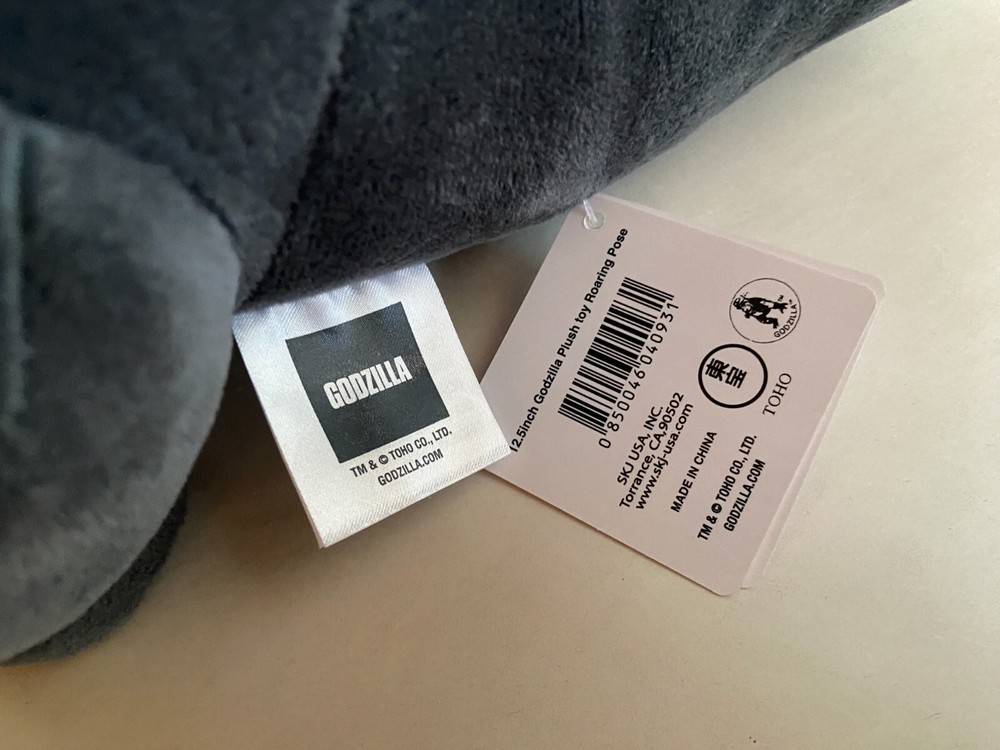 GODZILLA
TM & © TOHO CO., LTD.
GODZILLA.COM
12.5inch Godzilla Plush toy Roaring Pose
0 850046 040931
SKJ USA, INC.
Torrance, CA, 90502
www.skj-usa.com
MADE IN CHINA
TM & © TOHO CO., LTD.
GODZILLA.COM
TM
GODZILLA
東宝
TOHO